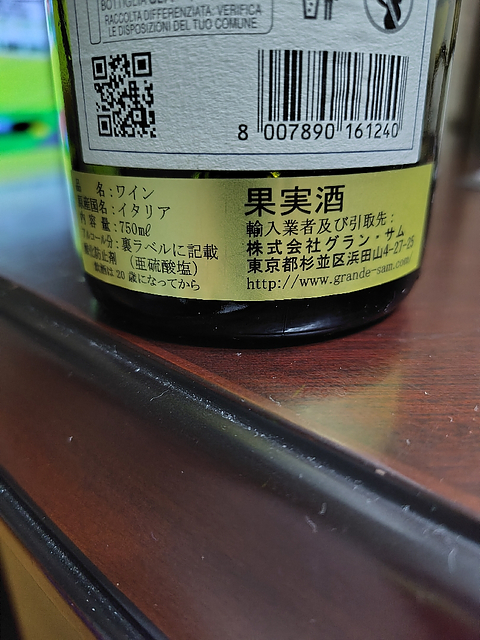 BOTTIGLIA
RACCOLTA DIFFERENZIATA. VERIFICA
LE DISPOSIZIONI DEL TUO COMUNE.
8 007890 161240
品 名:ワイン
原産国名:イタリア
内 容 量:750ml
アルコール分:裏ラベルに記載
酸化防止剤 (亜硫酸塩)
飲酒は20歳になってから
果実酒
輸入業者及び引取先:
株式会社グラン・サム
東京都杉並区浜田山4-27-28
http://www.grande-sam.com/